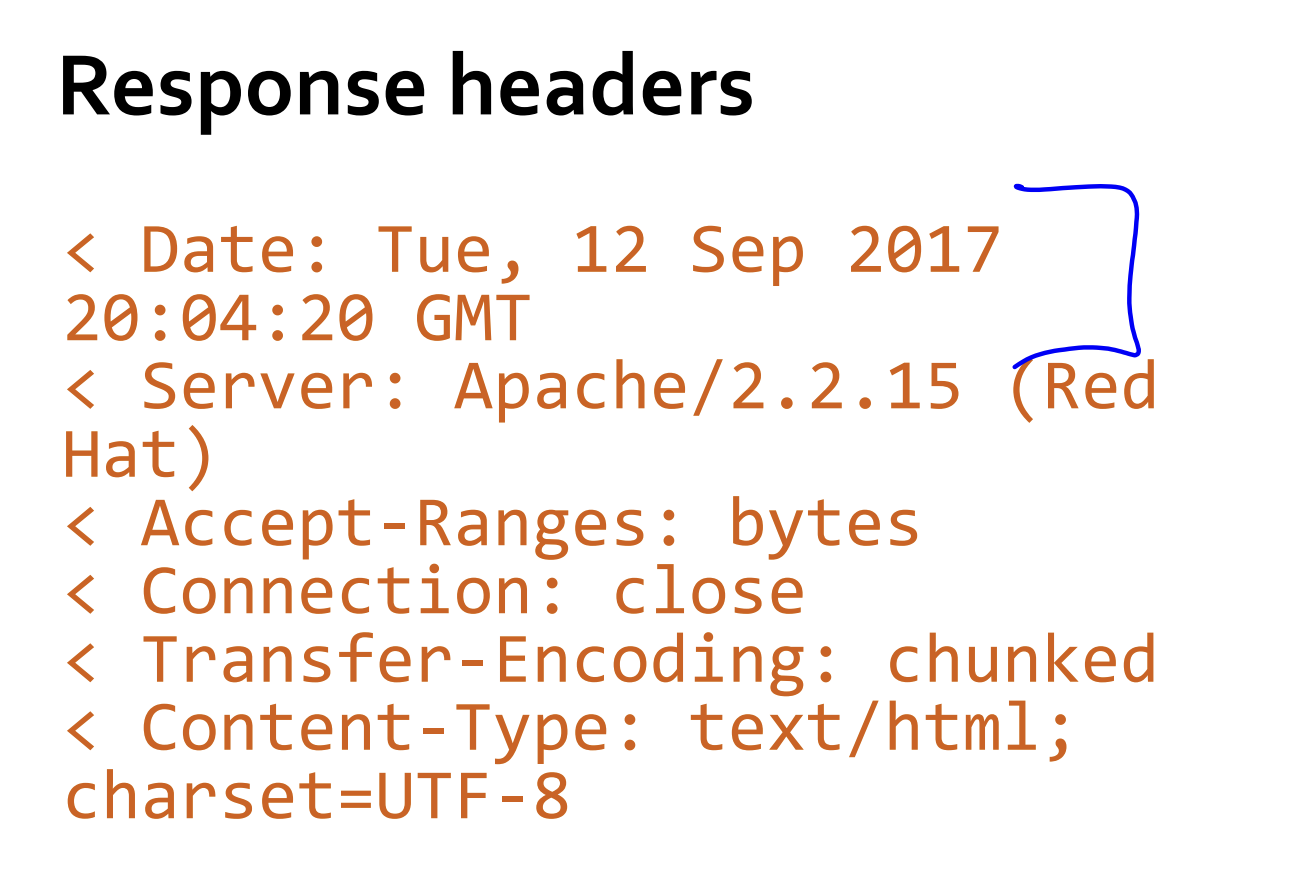 Response headers
< Date: Tue, 12 Sep 2017
20:04:20 GMT
< Server: Apache/2.2.15 (Red
Hat)
< Accept-Ranges: bytes
< Connection: close
< Transfer-Encoding: chunked
< Content-Type: text/html;
charset=UTF-8